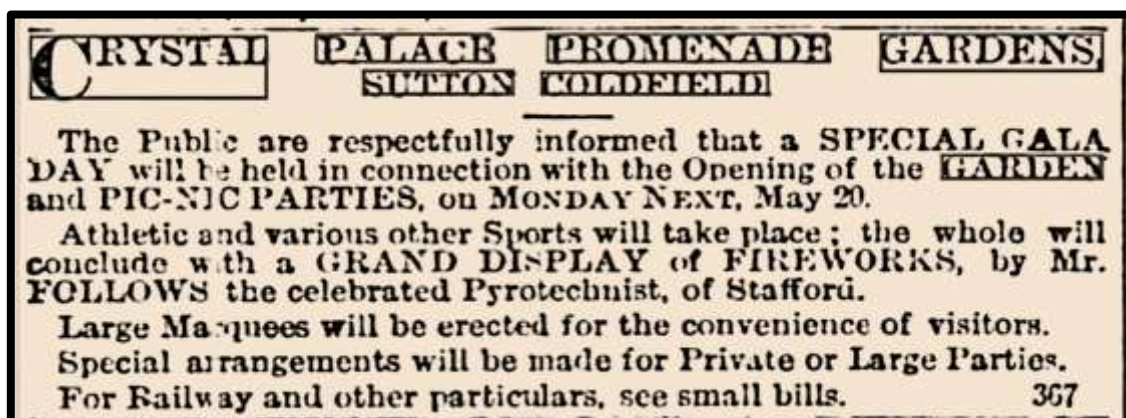 CRYSTAL PALACE PROMENADE GARDENS,
SUTTON COLDFIELD
The Public are respectfully informed that a SPECIAL GALA
DAY will be held in connection with the Opening of the GARDEN
and PIC-NIC PARTIES, on MONDAY NEXT, May 20.
Athletic and various other Sports will take place; the whole will
conclude with a GRAND DISPLAY of FIREWORKS, by Mr.
FOLLOWS the celebrated Pyrotechnist, of Stafford.
Large Marquees will be erected for the convenience of visitors.
Special arrangements will be made for Private or Large Parties.
For Railway and other particulars, see small bills. 367